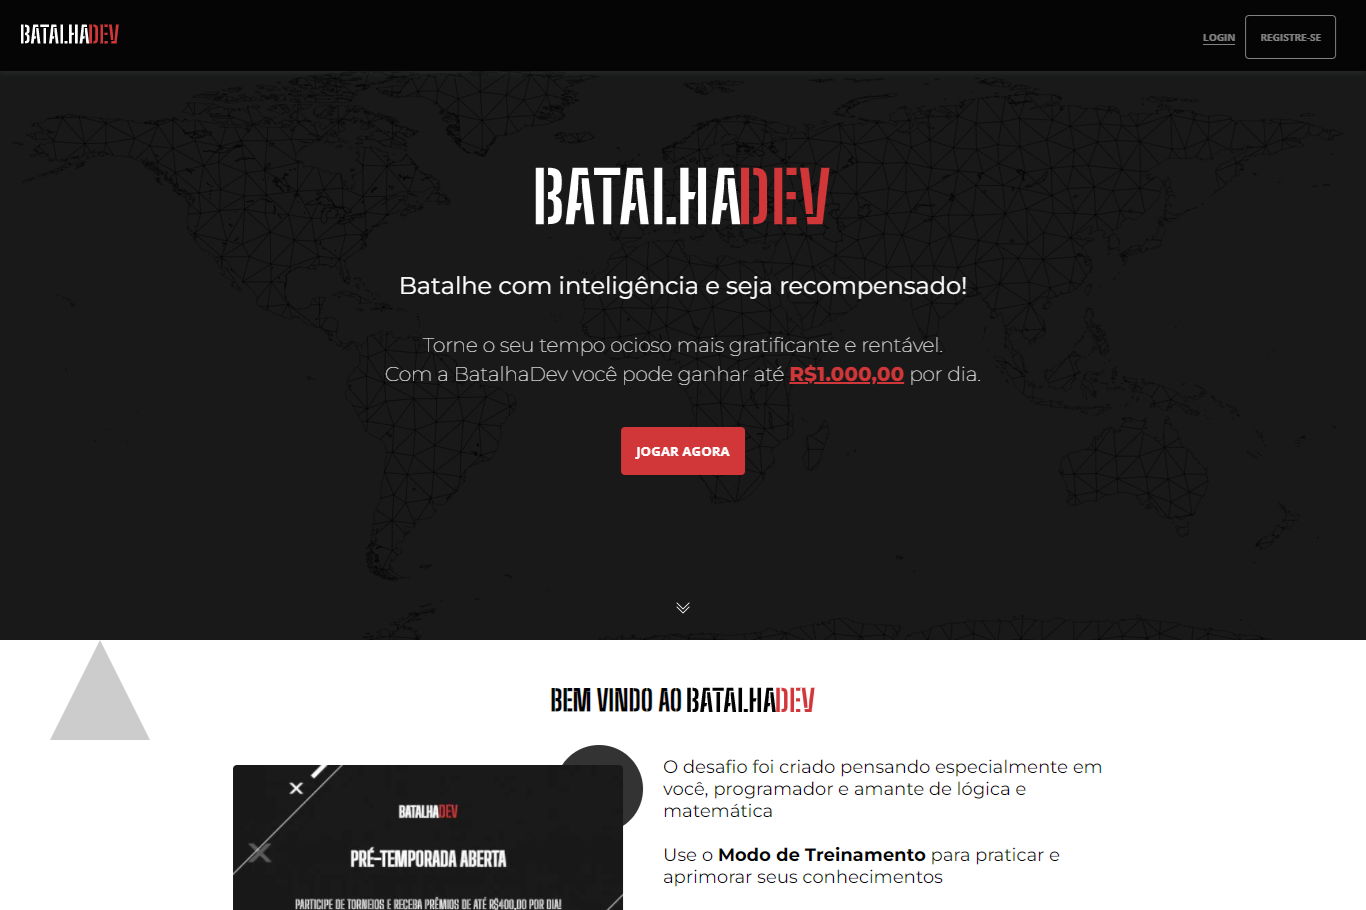 BATALHADEV
LOGIN
REGISTRE-SE
BATALHADEV
Batalhe com inteligência e seja recompensado!
Torne o seu tempo ocioso mais gratificante e rentável.
Com a BatalhaDev você pode ganhar até R$1.000,00 por dia.
JOGAR AGORA
BEM VINDO AO BATALHADEV
BATALHADEV
PRÉ-TEMPORADA ABERTA
PARTICIPE DE TORNEIOS E RECEBA PRÊMIOS DE ATÉ R$400,00 POR DIA!
O desafio foi criado pensando especialmente em
você, programador e amante de lógica e
matemática
Use o Modo de Treinamento para praticar e
aprimorar seus conhecimentos